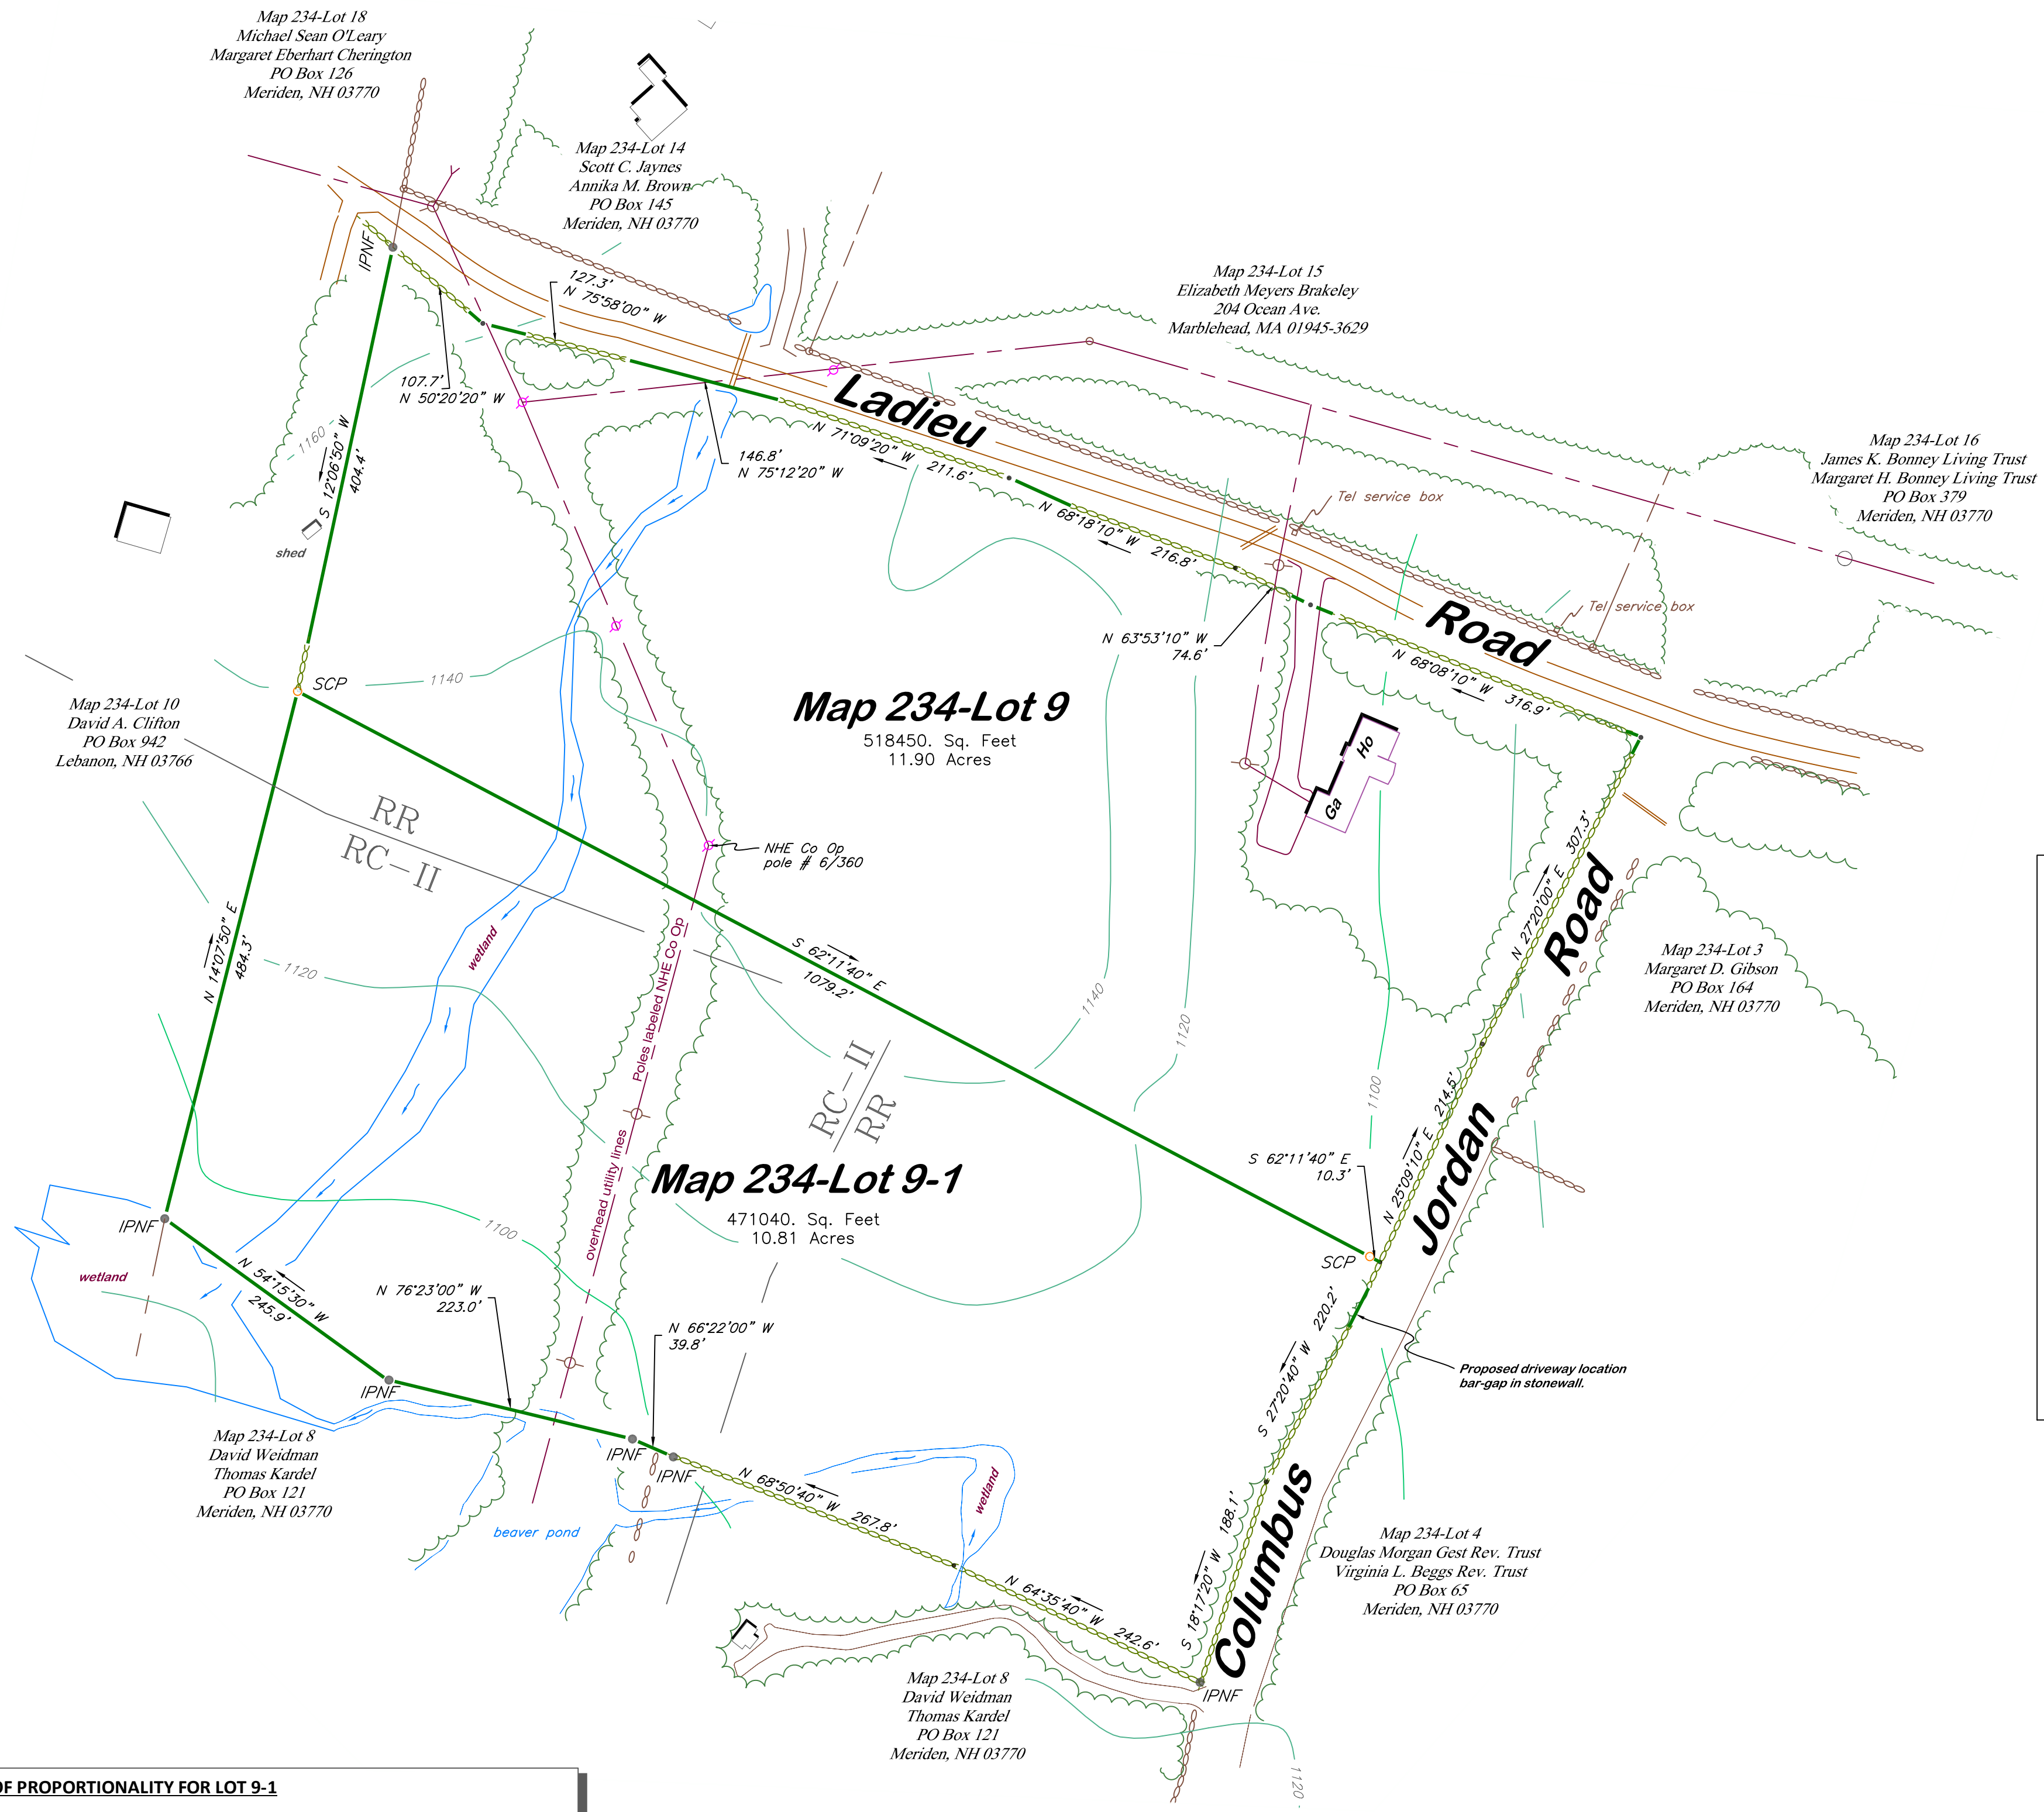 Map 234-Lot 18
Michael Sean O'Leary
Margaret Eberhart Cherington
PO Box 126
Meriden, NH 03770
Map 234-Lot 14
Scott C. Jaynes
Annika M. Brown
PO Box 145
Meriden, NH 03770
Map 234-Lot 15
Elizabeth Meyers Brakeley
204 Ocean Ave.
Marblehead, MA 01945-3629
Map 234-Lot 16
James K. Bonney Living Trust
Margaret H. Bonney Living Trust
PO Box 379
Meriden, NH 03770
IPNF
127.3'
N 75°58'00" W
107.7'
N 50°20'20" W
146.8'
N 75°12'20" W
Ladieu
Road
N 71°09'20" W 211.6'
N 68°18'10" W 216.8'
Tel service box
Tel service box
N 63°53'10" W
74.6'
N 68°08'10" W 316.9'
1160
S 12°06'50" W
404.4'
shed
SCP
1140
Map 234-Lot 9
518450. Sq. Feet
11.90 Acres
Ho
Ga
Map 234-Lot 10
David A. Clifton
PO Box 942
Lebanon, NH 03766
RR
RC-II
NHE Co Op
pole # 6/360
N 14°07'50" E
484.3'
1120
wetland
Poles labeled NHE Co Op
overhead utility lines
S 62°11'40" E
1079.2'
1140
1120
1100
N 27°20'00" E 307.3'
Jordan Road
Map 234-Lot 3
Margaret D. Gibson
PO Box 164
Meriden, NH 03770
RC-II
RR
N 25°09'10" E 214.5'
S 62°11'40" E
10.3'
SCP
Map 234-Lot 9-1
471040. Sq. Feet
10.81 Acres
1100
IPNF
wetland
N 54°15'30" W
245.9'
N 76°23'00" W
223.0'
N 66°22'00" W
39.8'
IPNF
IPNF
IPNF
S 27°20'40" W 220.2'
Proposed driveway location
bar-gap in stonewall.
Map 234-Lot 8
David Weidman
Thomas Kardel
PO Box 121
Meriden, NH 03770
beaver pond
N 68°50'40" W 267.8'
wetland
S 18°17'20" W 188.1'
Columbus
Map 234-Lot 4
Douglas Morgan Gest Rev. Trust
Virginia L. Beggs Rev. Trust
PO Box 65
Meriden, NH 03770
N 64°35'40" W 242.6'
IPNF
Map 234-Lot 8
David Weidman
Thomas Kardel
PO Box 121
Meriden, NH 03770
1120
OF PROPORTIONALITY FOR LOT 9-1